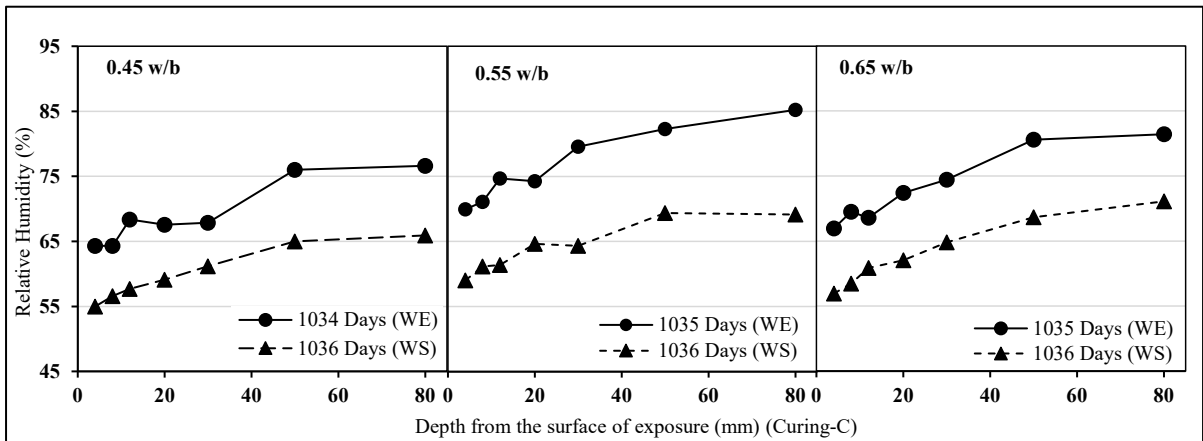 95
85
75
65
55
45
Relative Humidity (%)
0.45 w/b
1034 Days (WE)
1036 Days (WS)
0 20 40 60 80
0.55 w/b
1035 Days (WE)
1036 Days (WS)
0 20 40 60 80
0.65 w/b
1035 Days (WE)
1036 Days (WS)
0 20 40 60 80
Depth from the surface of exposure (mm) (Curing-C)